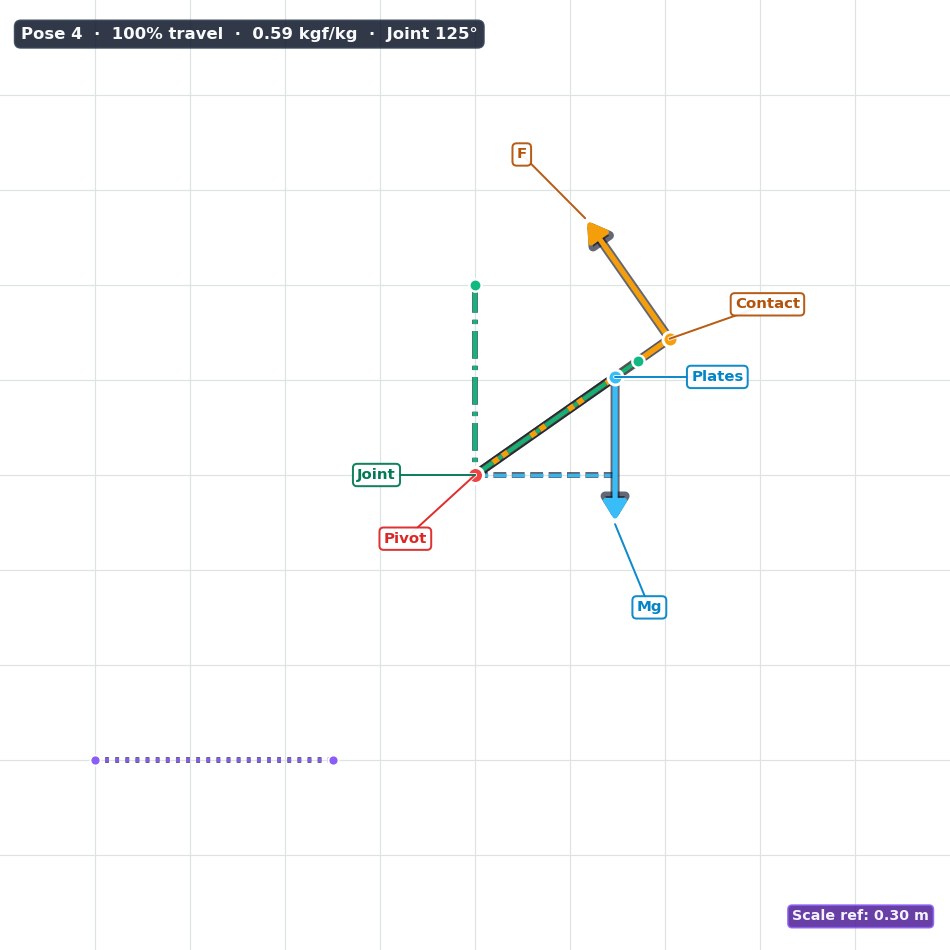 Pose 4 · 100% travel · 0.59 kgf/kg · Joint 125°
F
Contact
Plates
Joint
Pivot
Mg
Scale ref: 0.30 m